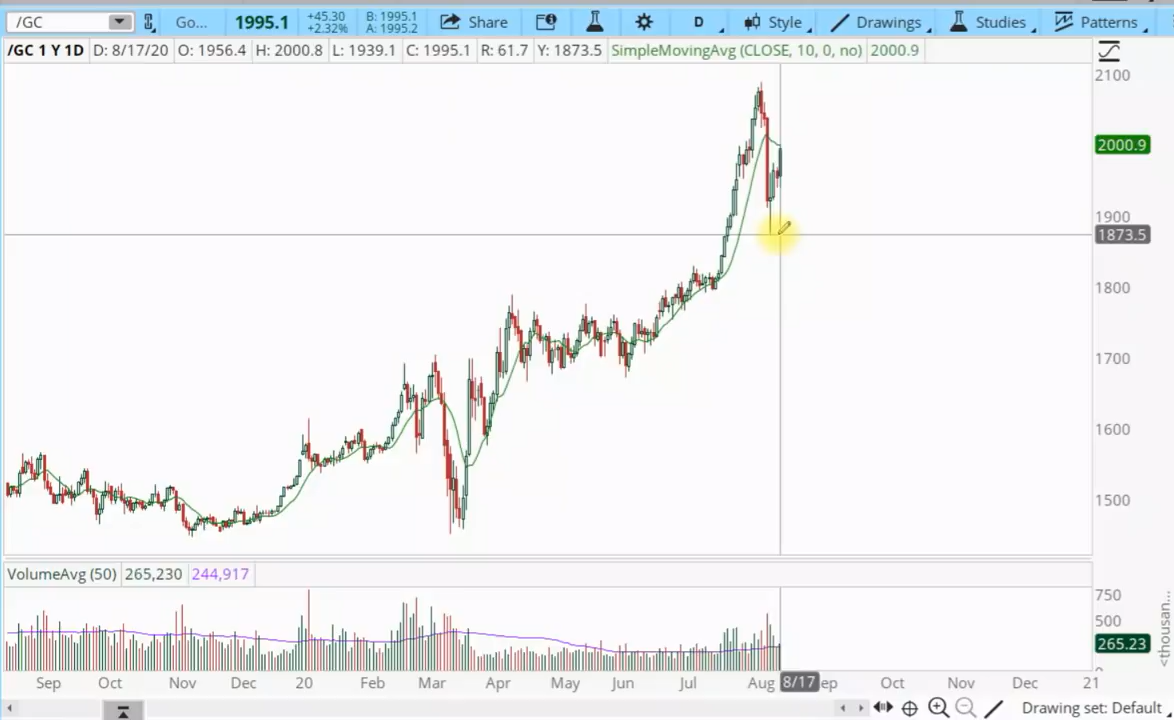 /GC Go... 1995.1 +45.30 +2.32% B: 1995.1 A: 1995.2 Share D Style Drawings Studies Patterns
/GC 1 Y 1D D: 8/17/20 O: 1956.4 H: 2000.8 L: 1939.1 C: 1995.1 R: 61.7 Y: 1873.5 SimpleMovingAvg (CLOSE, 10, 0, no) 2000.9
2100
2000.9
1900
1873.5
1800
1700
1600
1500
VolumeAvg (50) 265,230 244,917
750
500
265.23
0
<thousan...
Sep Oct Nov Dec 20 Feb Mar Apr May Jun Jul Aug 8/17 ep Oct Nov Dec 21
Drawing set: Default